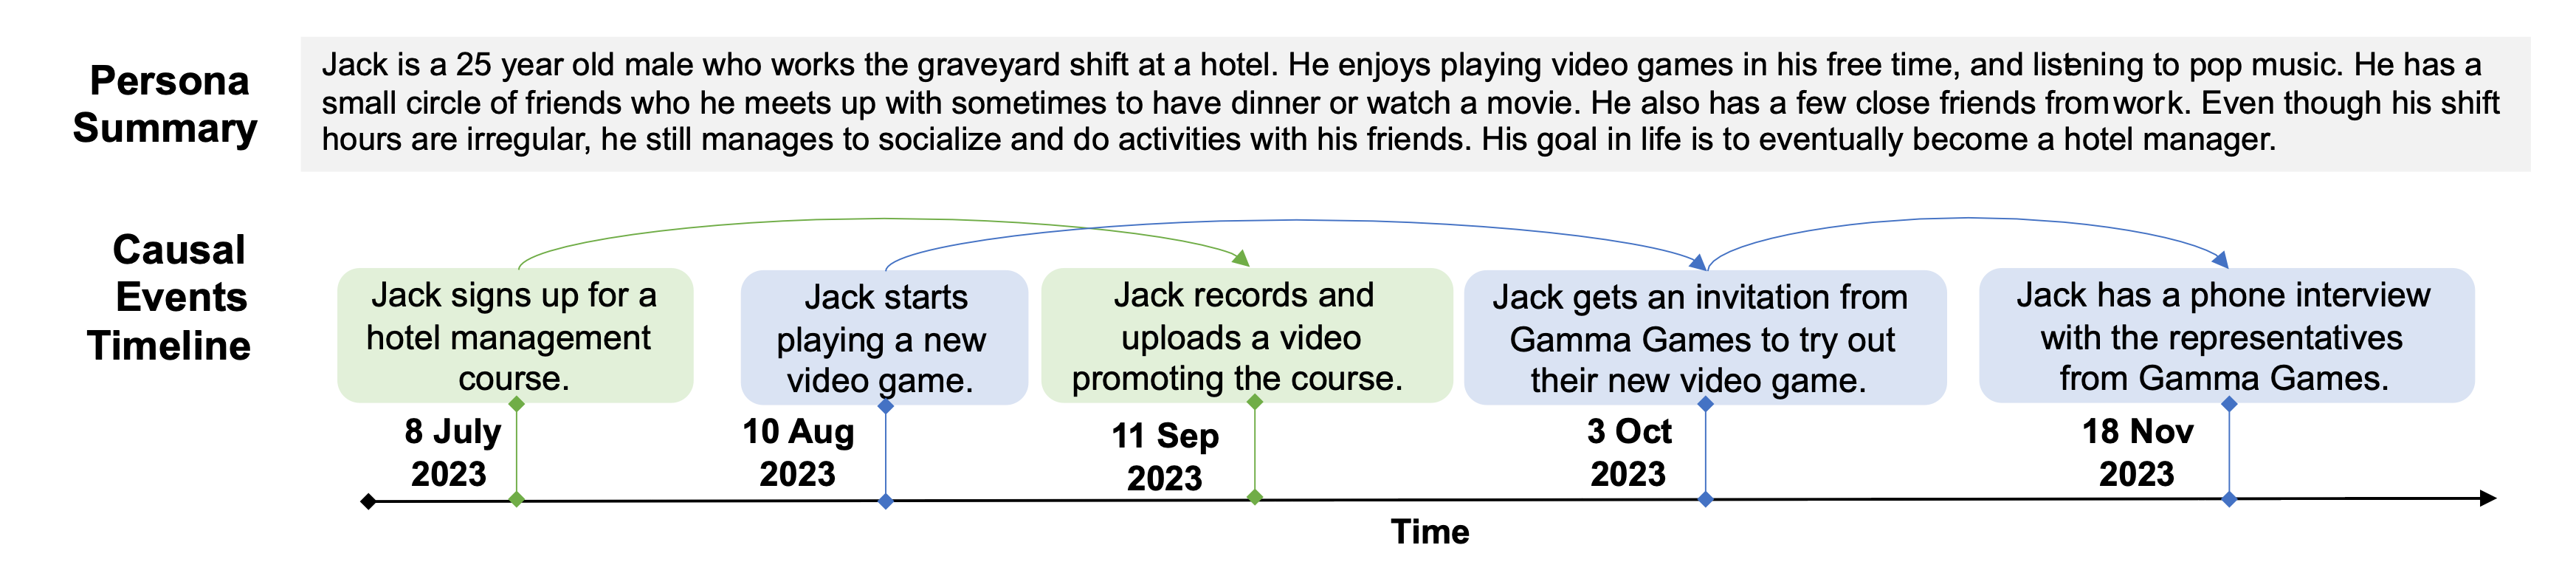 Persona
Summary
Jack is a 25 year old male who works the graveyard shift at a hotel. He enjoys playing video games in his free time, and listening to pop music. He has a
small circle of friends who he meets up with sometimes to have dinner or watch a movie. He also has a few close friends from work. Even though his shift
hours are irregular, he still manages to socialize and do activities with his friends. His goal in life is to eventually become a hotel manager.
Causal
Events
Timeline
Jack signs up for a
hotel management
course.
Jack starts
playing a new
video game.
Jack records and
uploads a video
promoting the course.
Jack gets an invitation from
Gamma Games to try out
their new video game.
Jack has a phone interview
with the representatives
from Gamma Games.
8 July
2023
10 Aug
2023
11 Sep
2023
3 Oct
2023
18 Nov
2023
Time